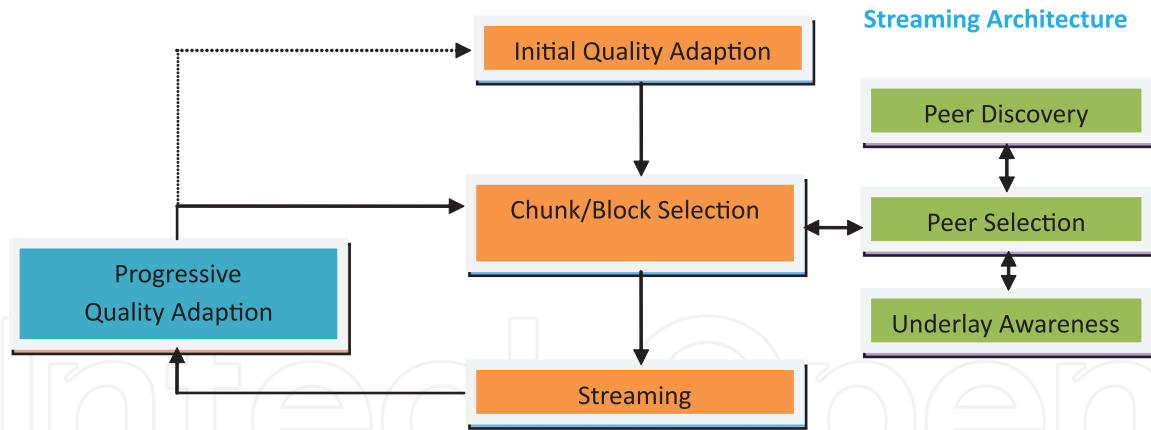 Streaming Architecture
Initial Quality Adaption
Peer Discovery
Chunk/Block Selection
Peer Selection
Progressive
Quality Adaption
Underlay Awareness
Streaming